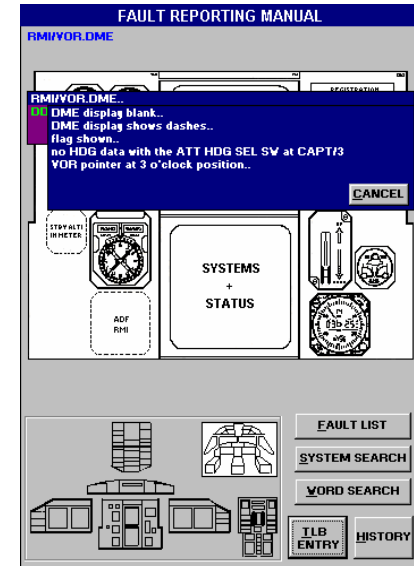 FAULT REPORTING MANUAL
RMI/VOR.DME
REGISTRATION
RMI/VOR.DME..
DME display blank..
DME display shows dashes..
flag shown..
no HDG data with the ATT HDG SEL SW at CAPT/3
VOR pointer at 3 o'clock position..
CANCEL
STBY ALTI
IN METER
SYSTEMS
+
STATUS
ADF
RMI
FAULT LIST
SYSTEM SEARCH
WORD SEARCH
TLB
ENTRY
HISTORY